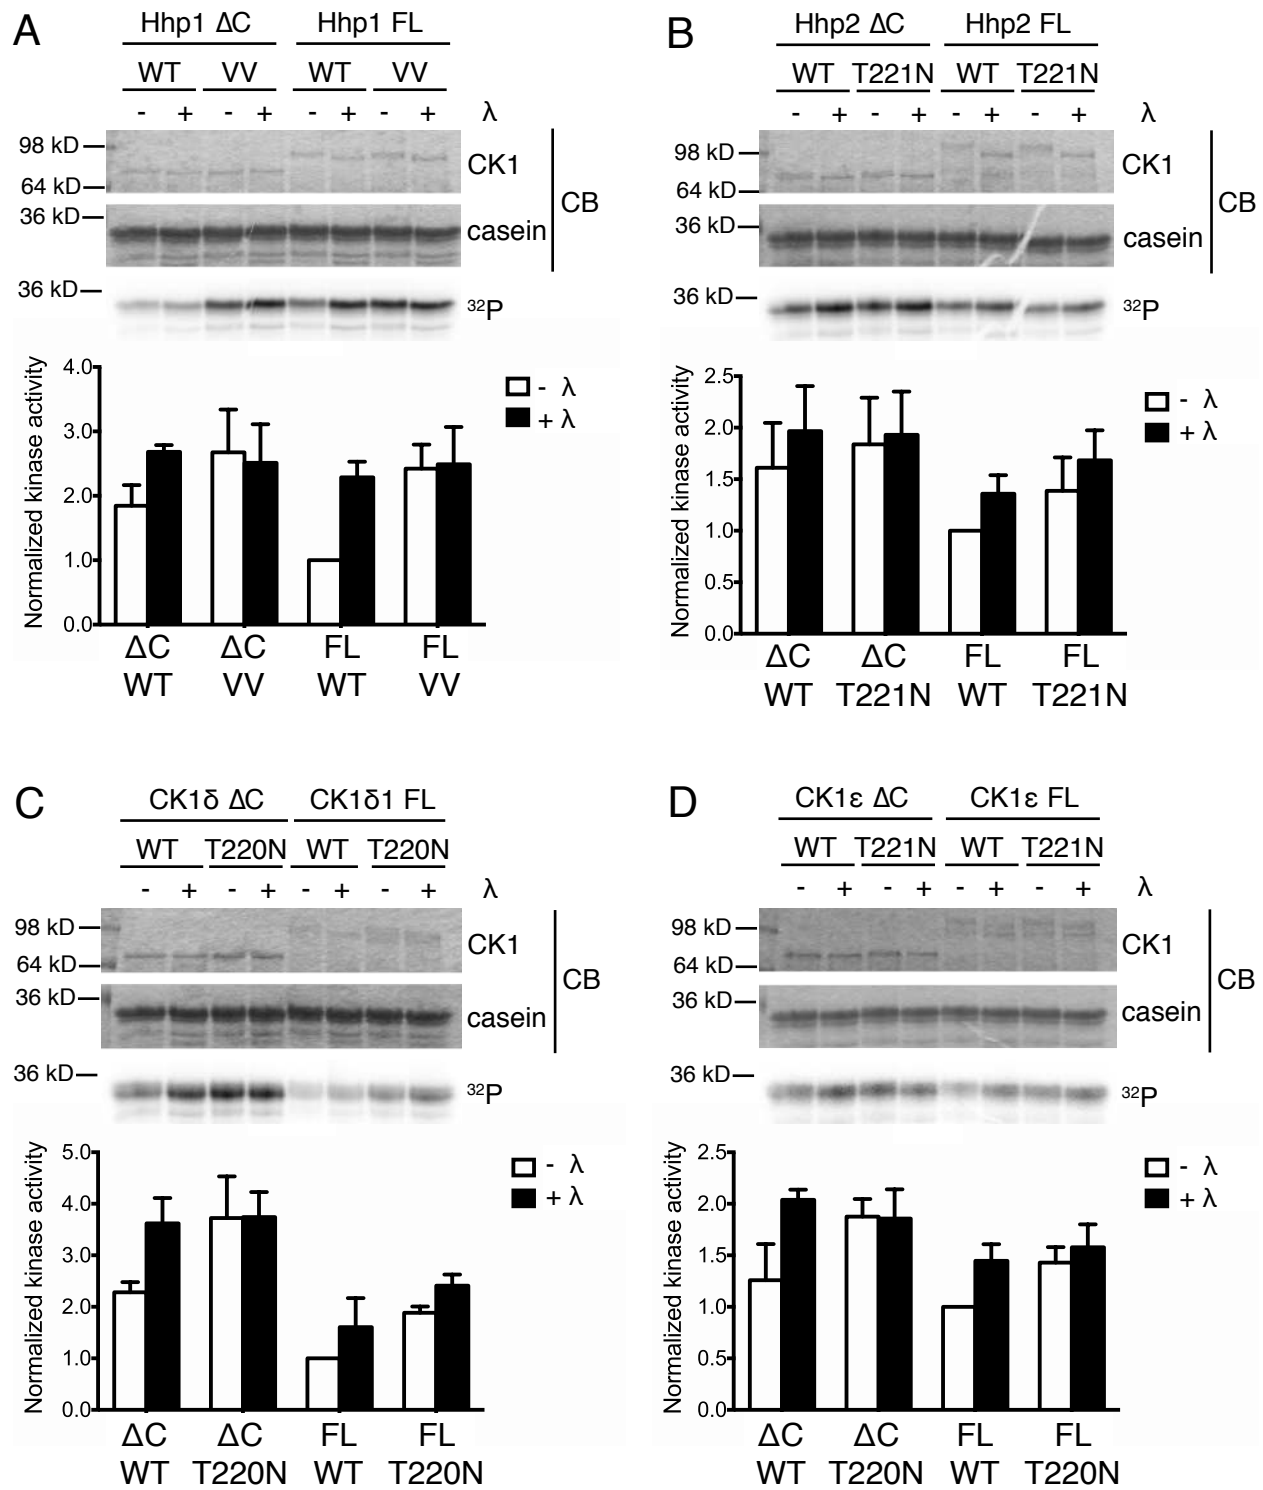 A
Hhp1 ΔC Hhp1 FL
WT VV WT VV
- + - + - + - + λ
98 kD
64 kD
CK1
36 kD
casein
CB
36 kD
32P
Normalized kinase activity
4.0
3.0
2.0
1.0
0.0
- λ
+ λ
ΔC ΔC FL FL
WT VV WT VV
B
Hhp2 ΔC Hhp2 FL
WT T221N WT T221N
- + - + - + - + λ
98 kD
64 kD
CK1
36 kD
casein
CB
36 kD
32P
Normalized kinase activity
2.5
2.0
1.5
1.0
0.5
0.0
- λ
+ λ
ΔC ΔC FL FL
WT T221N WT T221N
C
CK1δ ΔC CK1δ1 FL
WT T220N WT T220N
- + - + - + - + λ
98 kD
64 kD
CK1
36 kD
casein
CB
36 kD
32P
Normalized kinase activity
5.0
4.0
3.0
2.0
1.0
0.0
- λ
+ λ
ΔC ΔC FL FL
WT T220N WT T220N
D
CK1ε ΔC CK1ε FL
WT T221N WT T221N
- + - + - + - + λ
98 kD
64 kD
CK1
36 kD
casein
CB
36 kD
32P
Normalized kinase activity
2.5
2.0
1.5
1.0
0.5
0.0
- λ
+ λ
ΔC ΔC FL FL
WT T220N WT T220N